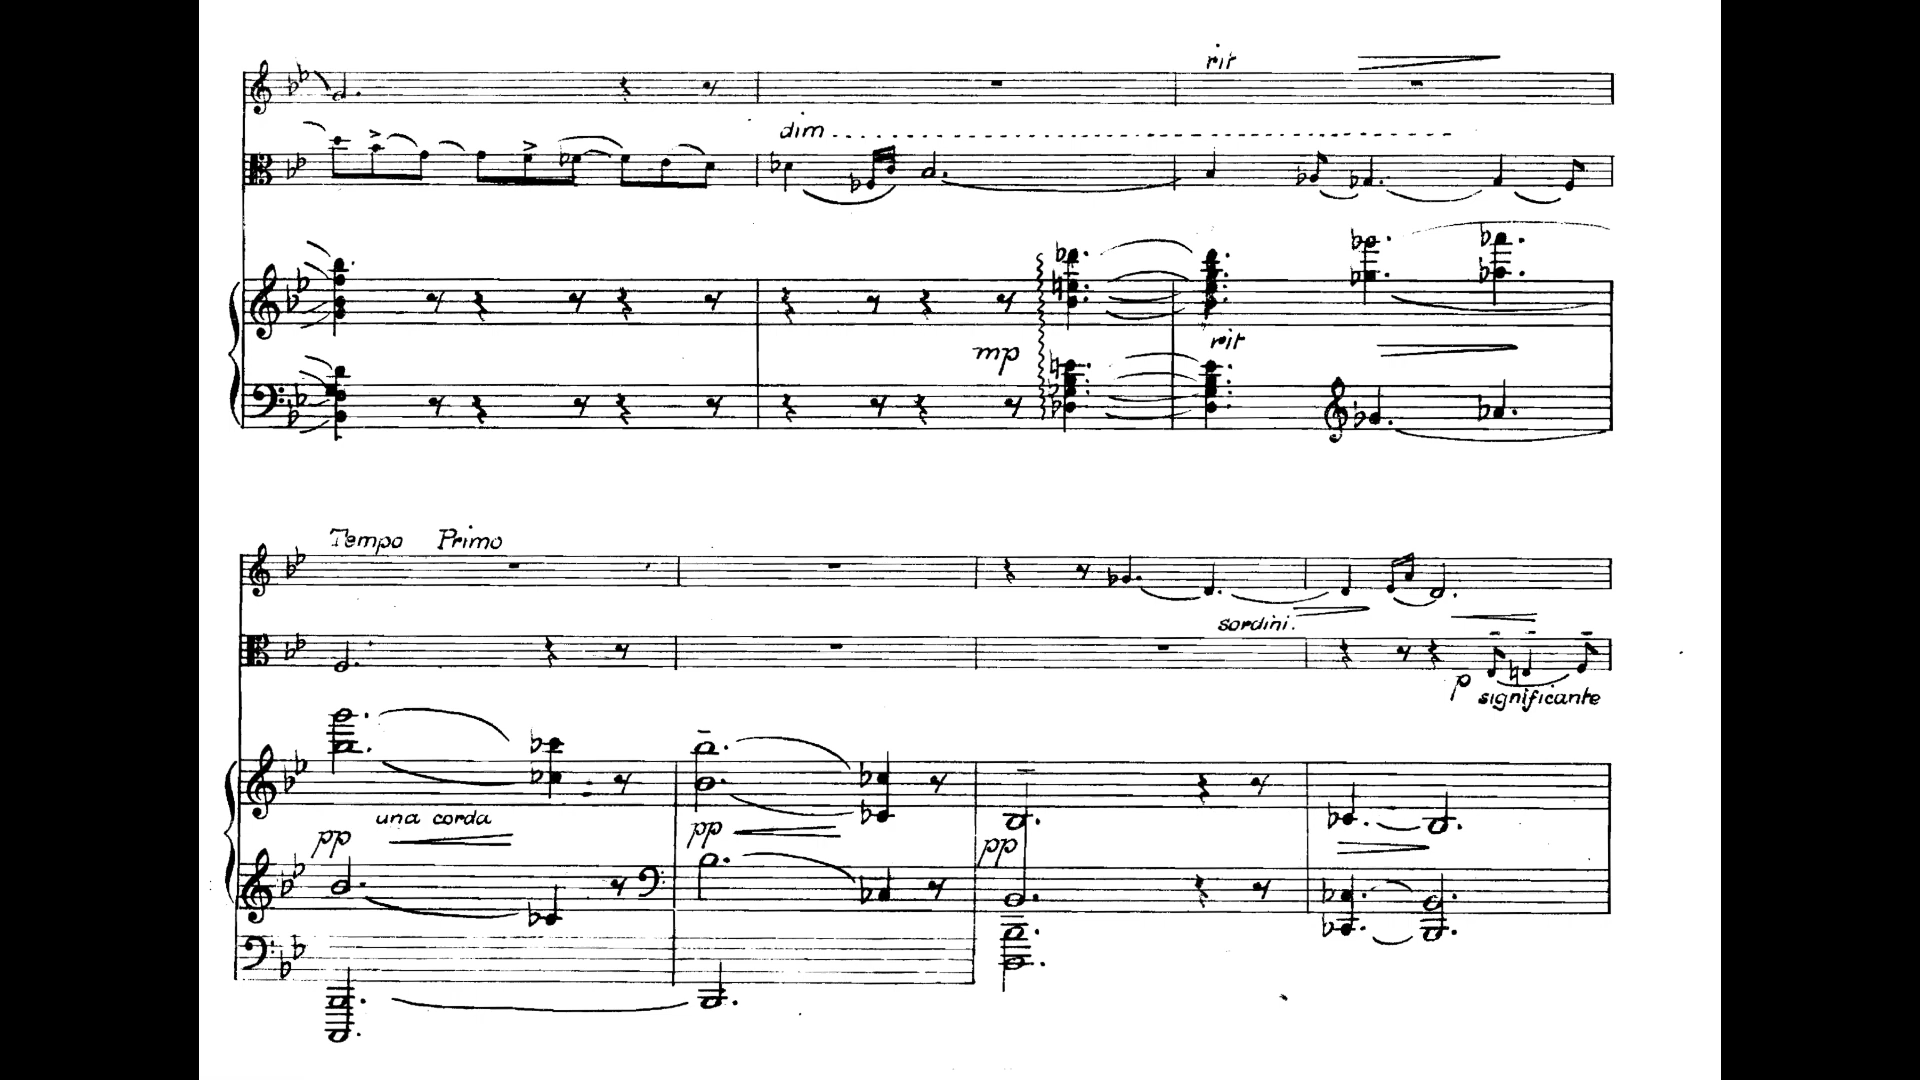 rit
dim
rit
mp
Tempo Primo
sordini.
p significante
una corda
pp
pp
pp